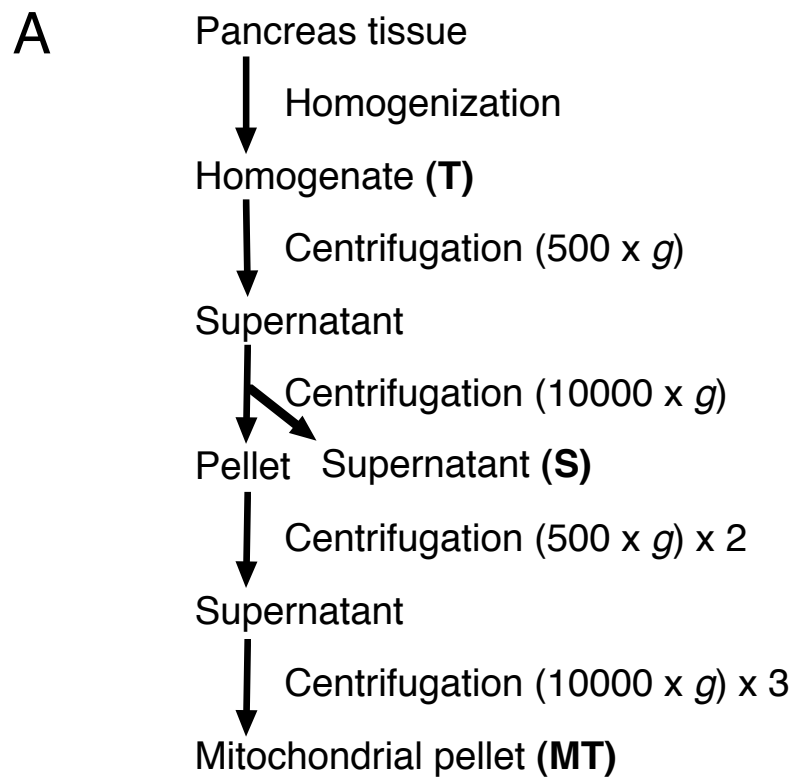 A
Pancreas tissue
Homogenization
Homogenate (T)
Centrifugation (500 x g)
Supernatant
Centrifugation (10000 x g)
Pellet Supernatant (S)
Centrifugation (500 x g) x 2
Supernatant
Centrifugation (10000 x g) x 3
Mitochondrial pellet (MT)